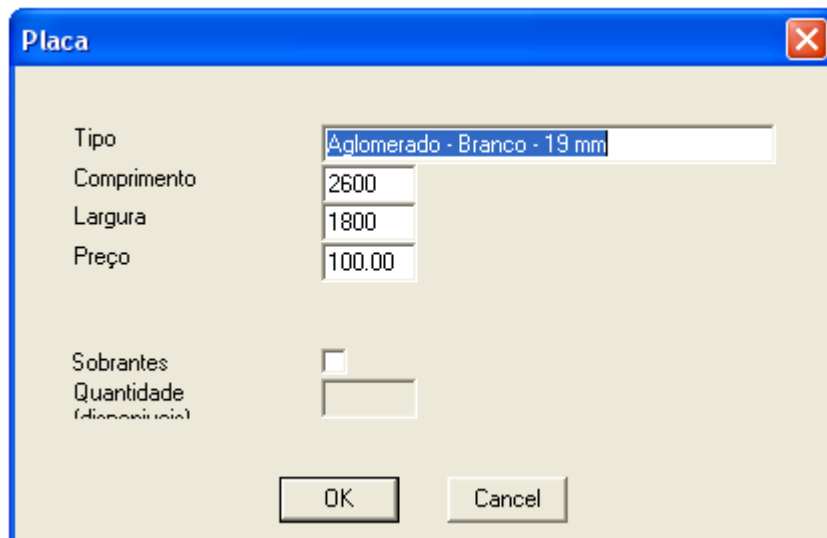 Placa
Tipo Aglomerado - Branco - 19 mm
Comprimento 2600
Largura 1800
Preço 100.00
Sobrantes
Quantidade
OK Cancel